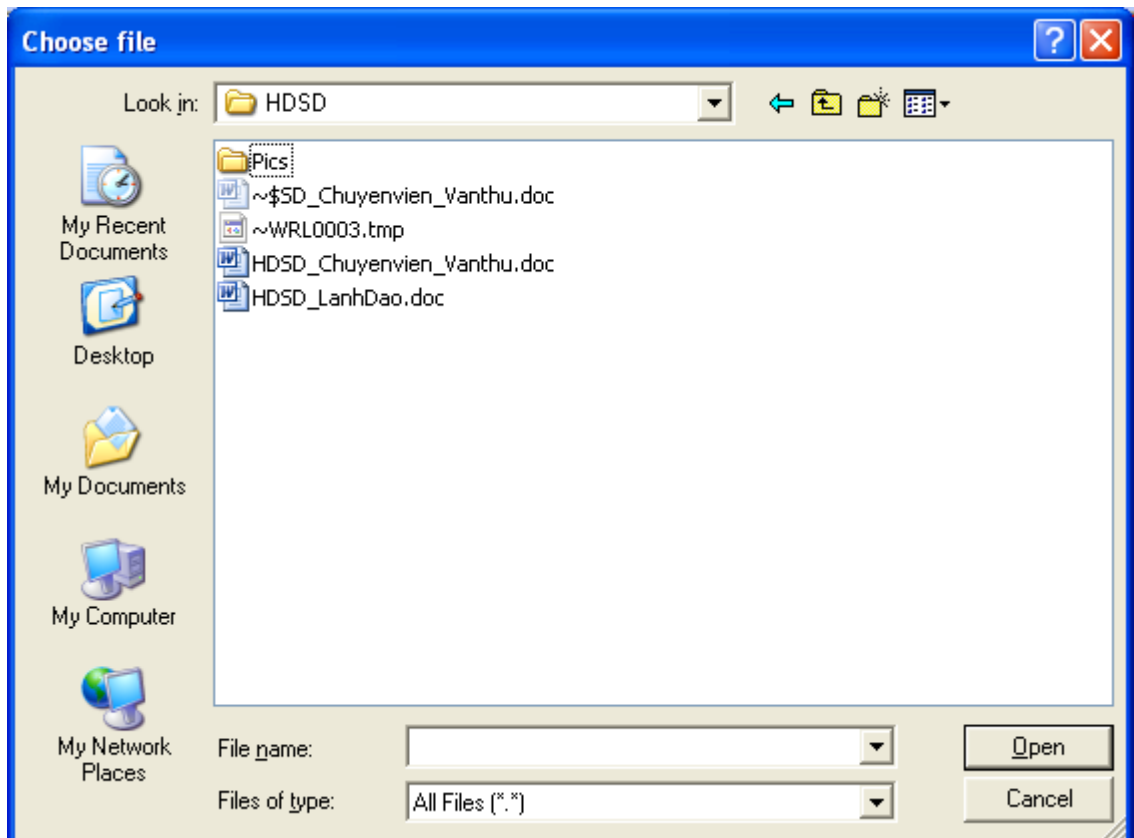 Choose file
Look in:
HDSD
My Recent
Documents
Desktop
My Documents
My Computer
My Network
Places
Pics
~$SD_Chuyenvien_Vanthu.doc
~WRL0003.tmp
HDSD_Chuyenvien_Vanthu.doc
HDSD_LanhDao.doc
File name:
Open
Files of type:
All Files (*.*)
Cancel